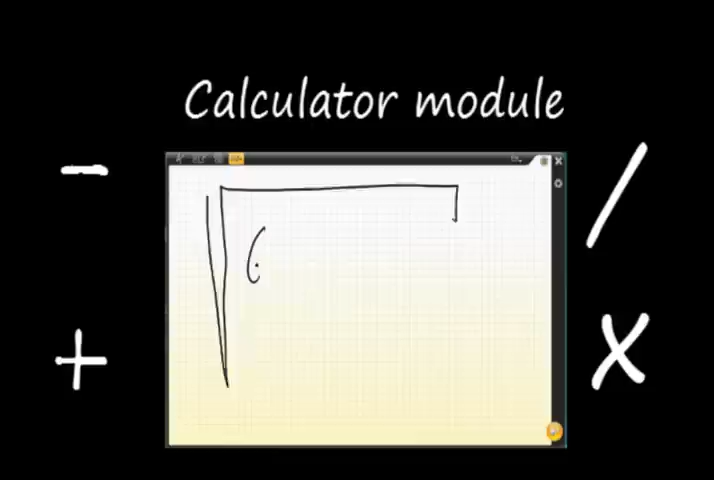 Calculator module
- /
√ (
+ x